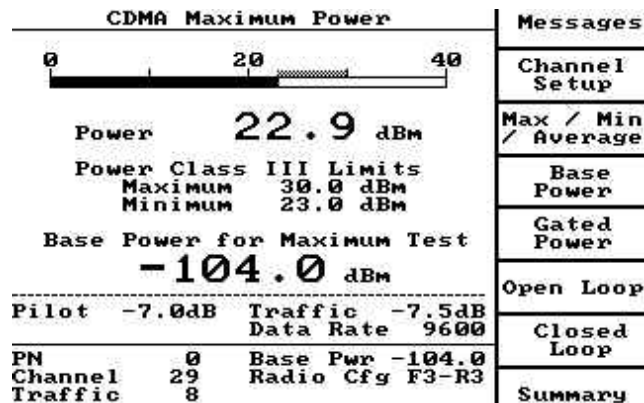 CDMA Maximum Power
0 20 40
Power 22.9 dBm
Power Class III Limits
Maximum 30.0 dBm
Minimum 23.0 dBm
Base Power for Maximum Test
-104.0 dBm
Pilot -7.0dB Traffic -7.5dB
Data Rate 9600
PN 0 Base Pwr -104.0
Channel 29 Radio Cfg F3-R3
Traffic 8
Messages
Channel
Setup
Max / Min
/ Average
Base
Power
Gated
Power
Open Loop
Closed
Loop
Summary